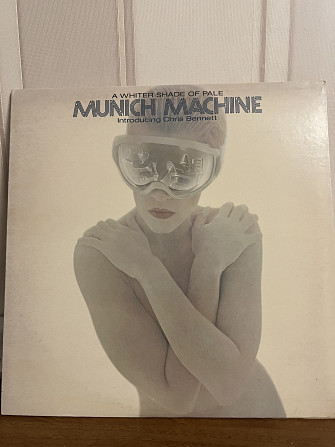 A WHITER SHADE OF PALE
MUNICH MACHINE
Introducing Chris Bennett